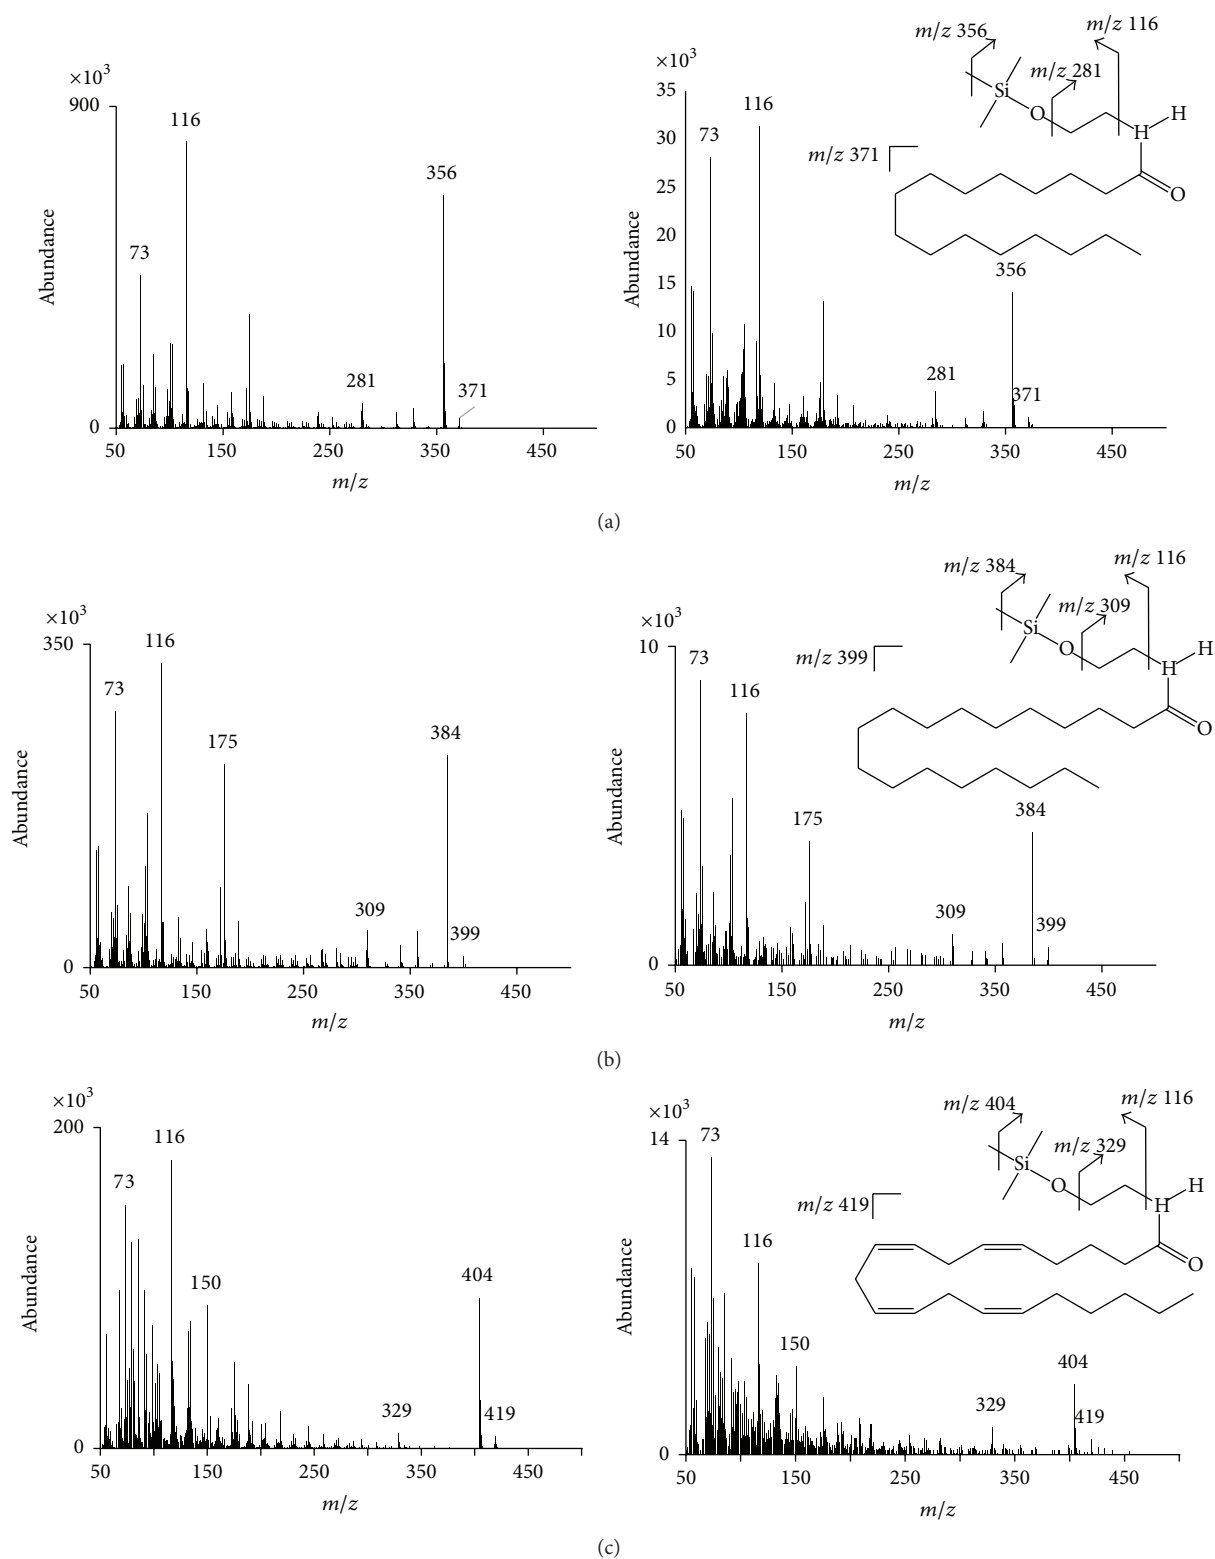 ×10³
900
Abundance
0
116
356
73
281
371
50
150
250
350
450
m/z
×10³
35
30
25
20
15
10
5
0
Abundance
116
73
356
281
371
50
150
250
350
450
m/z
m/z 356
m/z 116
m/z 281
Si
O
H
H
O
m/z 371
(a)
×10³
350
Abundance
0
116
73
175
384
309
399
50
150
250
350
450
m/z
×10³
10
0
Abundance
73
116
175
384
309
399
50
150
250
350
450
m/z
m/z 384
m/z 116
m/z 309
Si
O
H
H
O
m/z 399
(b)
×10³
200
Abundance
0
116
73
150
404
329
419
50
150
250
350
450
m/z
×10³
14
0
Abundance
73
116
150
404
329
419
50
150
250
350
450
m/z
m/z 404
m/z 116
m/z 329
Si
O
H
H
O
m/z 419
(c)